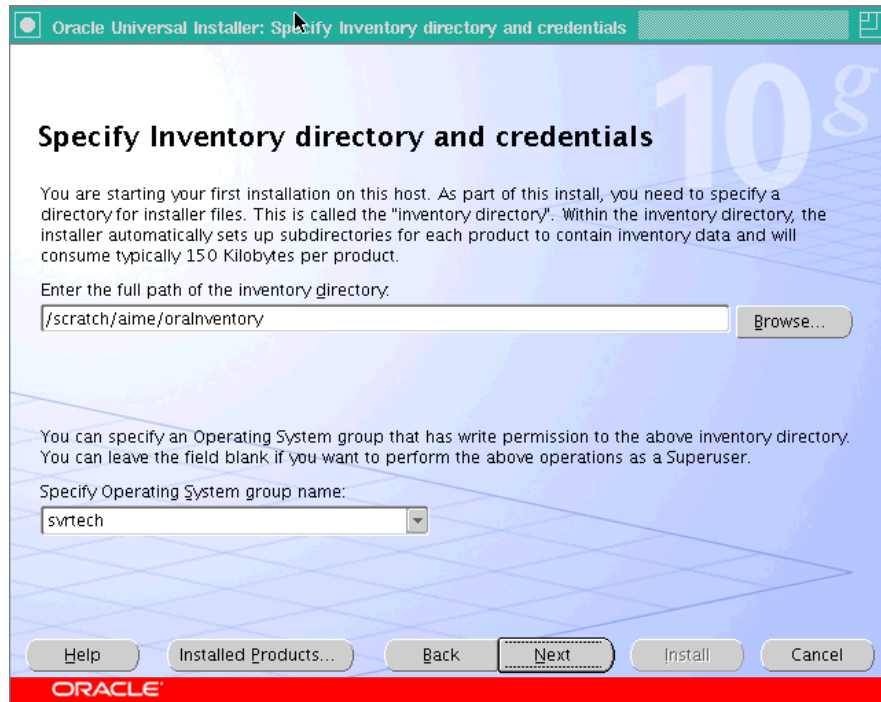 Oracle Universal Installer: Specify Inventory directory and credentials
10g
Specify Inventory directory and credentials
You are starting your first installation on this host. As part of this install, you need to specify a
directory for installer files. This is called the "inventory directory". Within the inventory directory, the
installer automatically sets up subdirectories for each product to contain inventory data and will
consume typically 150 Kilobytes per product.
Enter the full path of the inventory directory:
/scratch/aime/oraInventory
Browse...
You can specify an Operating System group that has write permission to the above inventory directory.
You can leave the field blank if you want to perform the above operations as a Superuser.
Specify Operating System group name:
svrtech
Help
Installed Products...
Back
Next
Install
Cancel
ORACLE